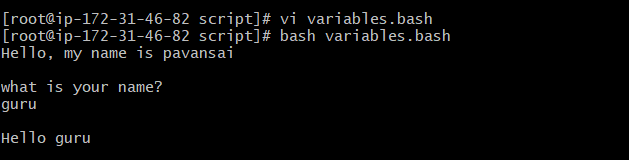 [root@ip-172-31-46-82 script]# vi variables.bash
[root@ip-172-31-46-82 script]# bash variables.bash
Hello, my name is pavansai
what is your name?
guru
Hello guru